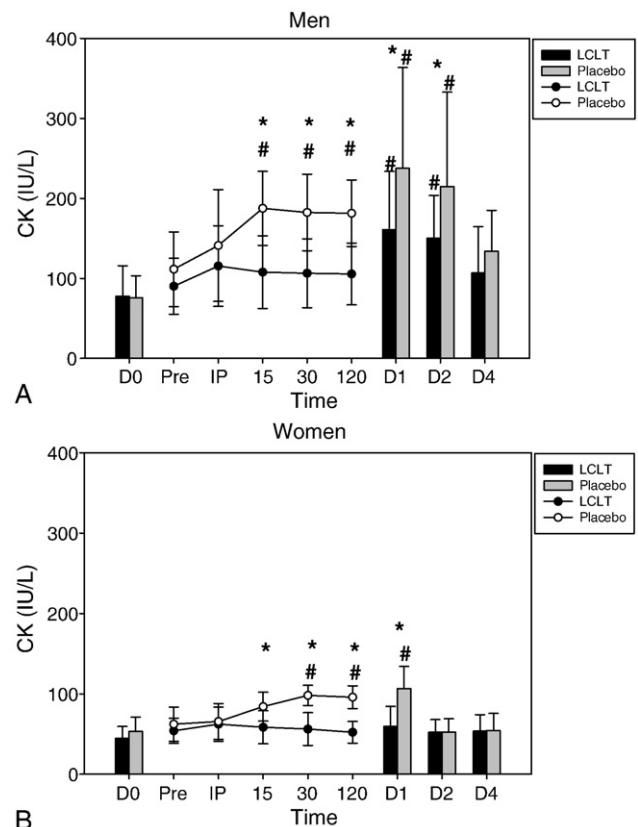 Men
400
300
200
100
0
CK (IU/L)
LCLT
Placebo
LCLT
Placebo
* #
* #
* * *
# # #
# #
D0 Pre IP 15 30 120 D1 D2 D4
Time
A
Women
400
300
200
100
0
CK (IU/L)
LCLT
Placebo
LCLT
Placebo
* * * *
# # #
D0 Pre IP 15 30 120 D1 D2 D4
Time
B